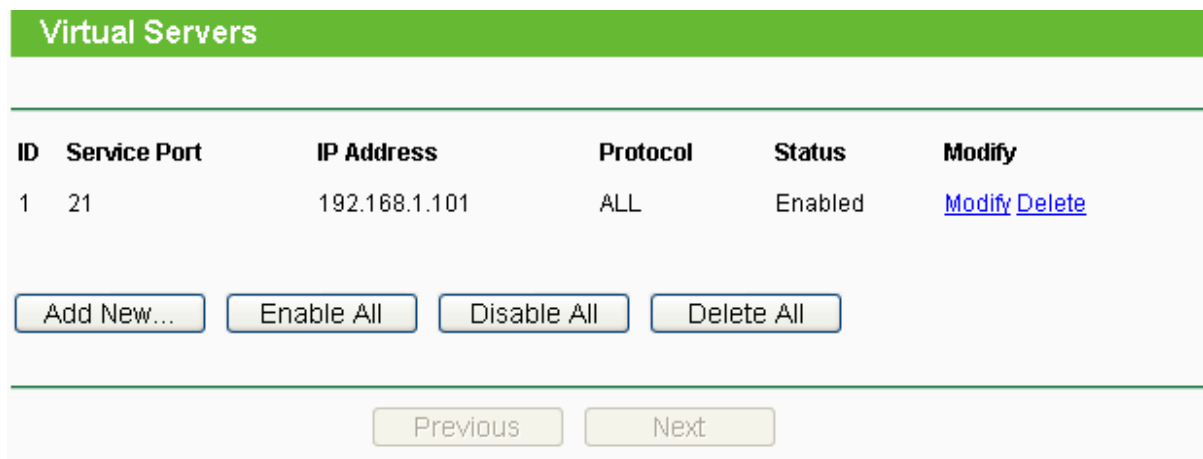 Virtual Servers
ID Service Port IP Address Protocol Status Modify
1 21 192.168.1.101 ALL Enabled Modify Delete
Add New... Enable All Disable All Delete All
Previous Next